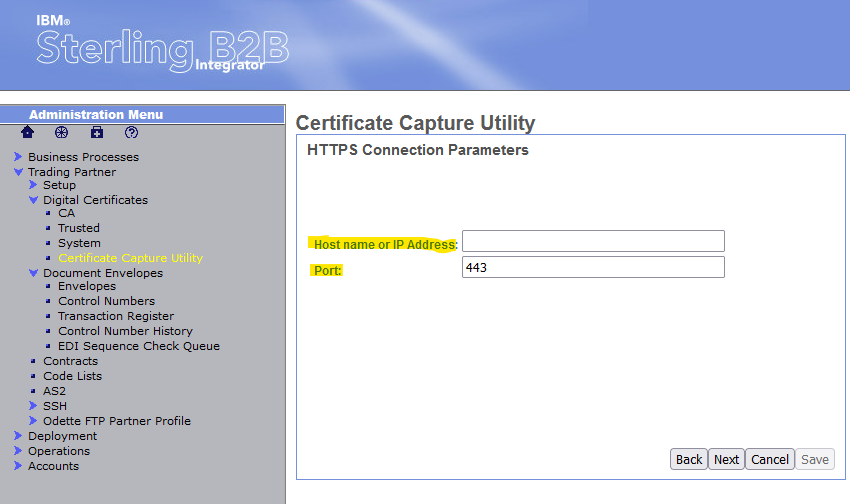 IBM®
Sterling B2B
Integrator
Administration Menu
Business Processes
Trading Partner
Setup
Digital Certificates
CA
Trusted
System
Certificate Capture Utility
Document Envelopes
Envelopes
Control Numbers
Transaction Register
Control Number History
EDI Sequence Check Queue
Contracts
Code Lists
AS2
SSH
Odette FTP Partner Profile
Deployment
Operations
Accounts
Certificate Capture Utility
HTTPS Connection Parameters
Host name or IP Address:
Port: 443
Back Next Cancel Save